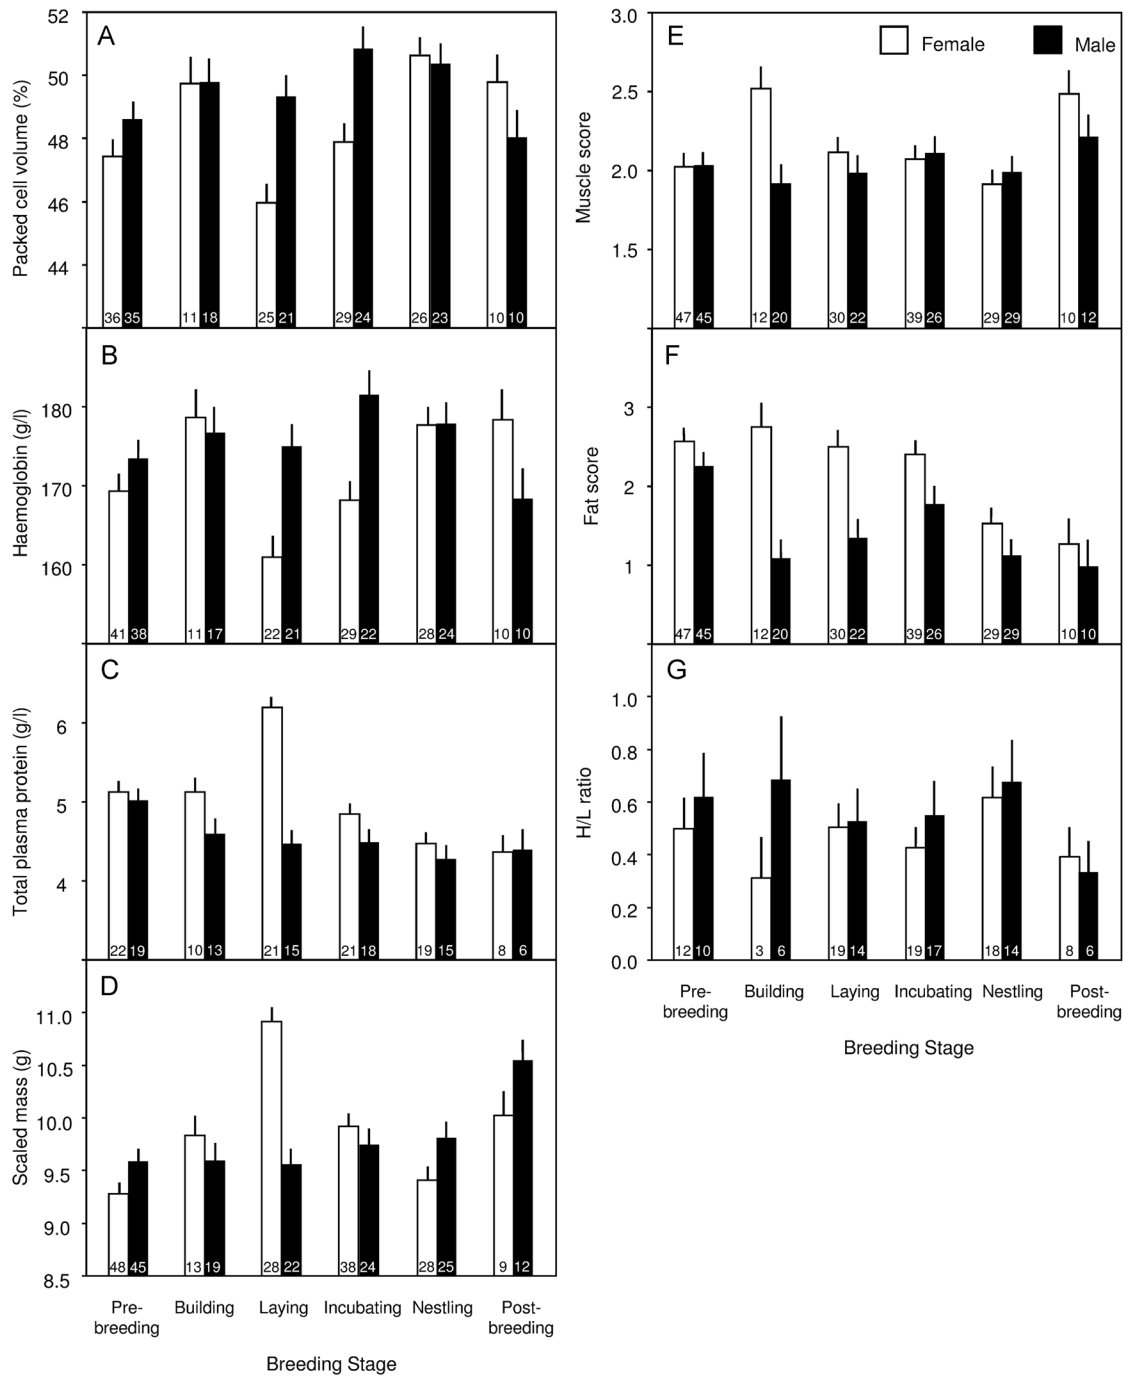 A
Packed cell volume (%)
52
50
48
46
44
36 35 11 18 25 21 29 24 26 23 10 10
B
Haemoglobin (g/l)
180
170
160
41 38 11 17 22 21 29 22 28 24 10 10
C
Total plasma protein (g/l)
6
5
4
22 19 10 13 21 15 21 18 19 15 8 6
D
Scaled mass (g)
11.0
10.5
10.0
9.5
9.0
8.5
48 45 13 19 28 22 38 24 28 25 9 12
Pre- Building Laying Incubating Nestling Post-
breeding breeding
Breeding Stage
E
Female Male
Muscle score
3.0
2.5
2.0
1.5
47 45 12 20 30 22 39 26 29 29 10 12
F
Fat score
3
2
1
47 45 12 20 30 22 39 26 29 29 10 10
G
H/L ratio
1.0
0.8
0.6
0.4
0.2
0.0
12 10 3 6 19 14 19 17 18 14 8 6
Pre- Building Laying Incubating Nestling Post-
breeding breeding
Breeding Stage